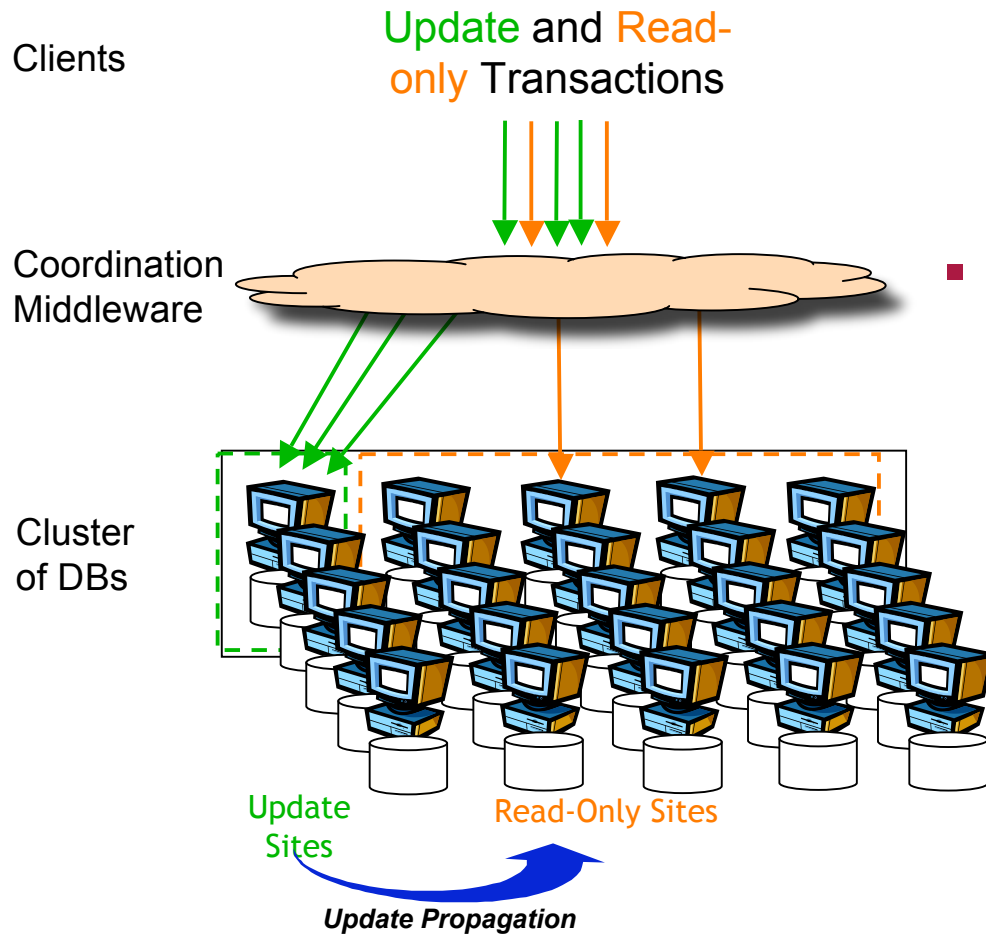 Clients
Update and Read-
only Transactions
Coordination
Middleware
Cluster
of DBs
Update
Sites
Read-Only Sites
Update Propagation